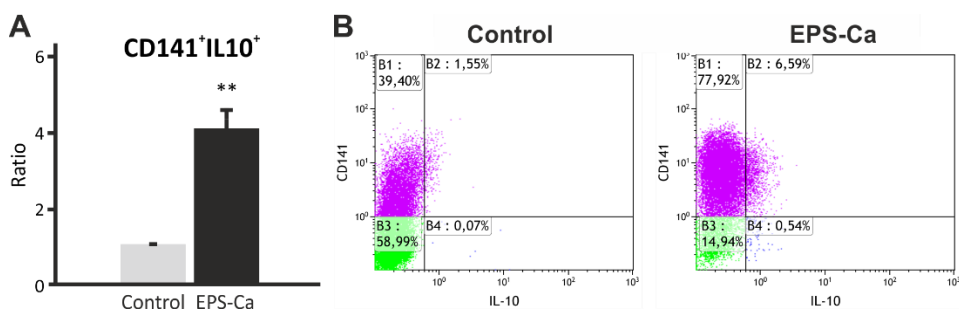 A
CD141⁺IL10⁺
**
6
4
2
0
Ratio
Control EPS-Ca
B
Control
EPS-Ca
10³
10²
10¹
10⁰
CD141
B1 :
39,40%
B2 : 1,55%
B3 :
58,99%
B4 : 0,07%
10⁰ 10¹ 10² 10³
IL-10
10³
10²
10¹
10⁰
CD141
B1 :
77,92%
B2 : 6,59%
B3 :
14,94%
B4 : 0,54%
10⁰ 10¹ 10² 10³
IL-10